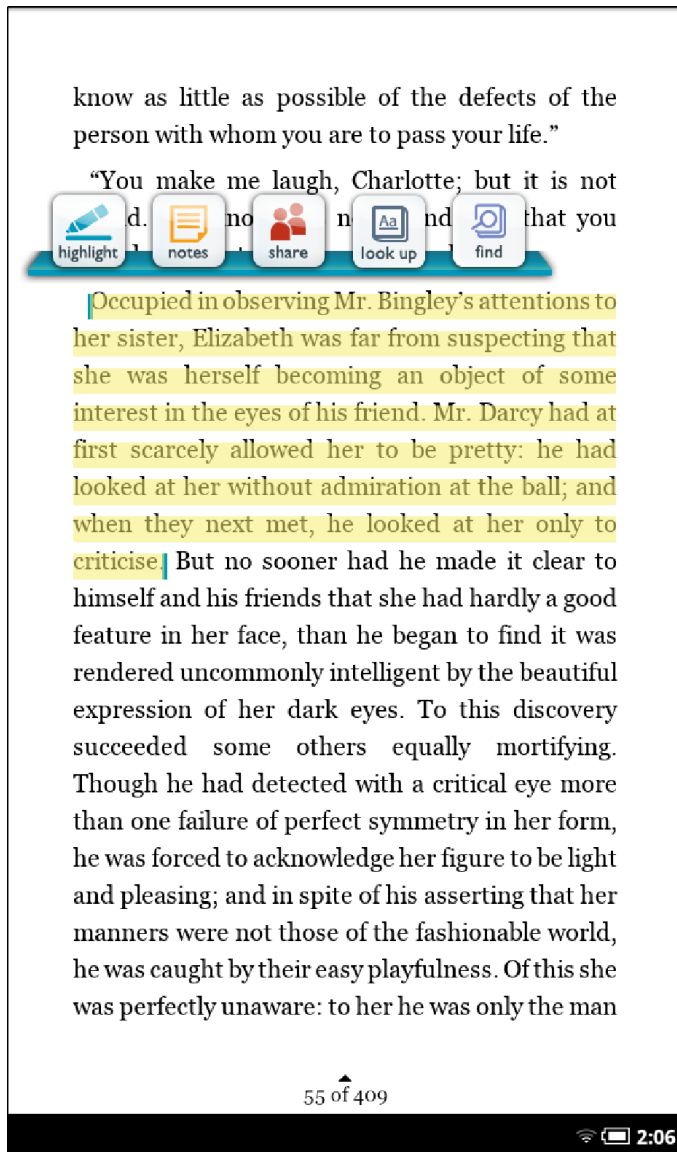 know as little as possible of the defects of the
person with whom you are to pass your life.”
“You make me laugh, Charlotte; but it is not
that you
highlight notes share Aa look up find
Occupied in observing Mr. Bingley’s attentions to
her sister, Elizabeth was far from suspecting that
she was herself becoming an object of some
interest in the eyes of his friend. Mr. Darcy had at
first scarcely allowed her to be pretty: he had
looked at her without admiration at the ball; and
when they next met, he looked at her only to
criticise. But no sooner had he made it clear to
himself and his friends that she had hardly a good
feature in her face, than he began to find it was
rendered uncommonly intelligent by the beautiful
expression of her dark eyes. To this discovery
succeeded some others equally mortifying.
Though he had detected with a critical eye more
than one failure of perfect symmetry in her form,
he was forced to acknowledge her figure to be light
and pleasing; and in spite of his asserting that her
manners were not those of the fashionable world,
he was caught by their easy playfulness. Of this she
was perfectly unaware: to her he was only the man
55 of 409
2:06